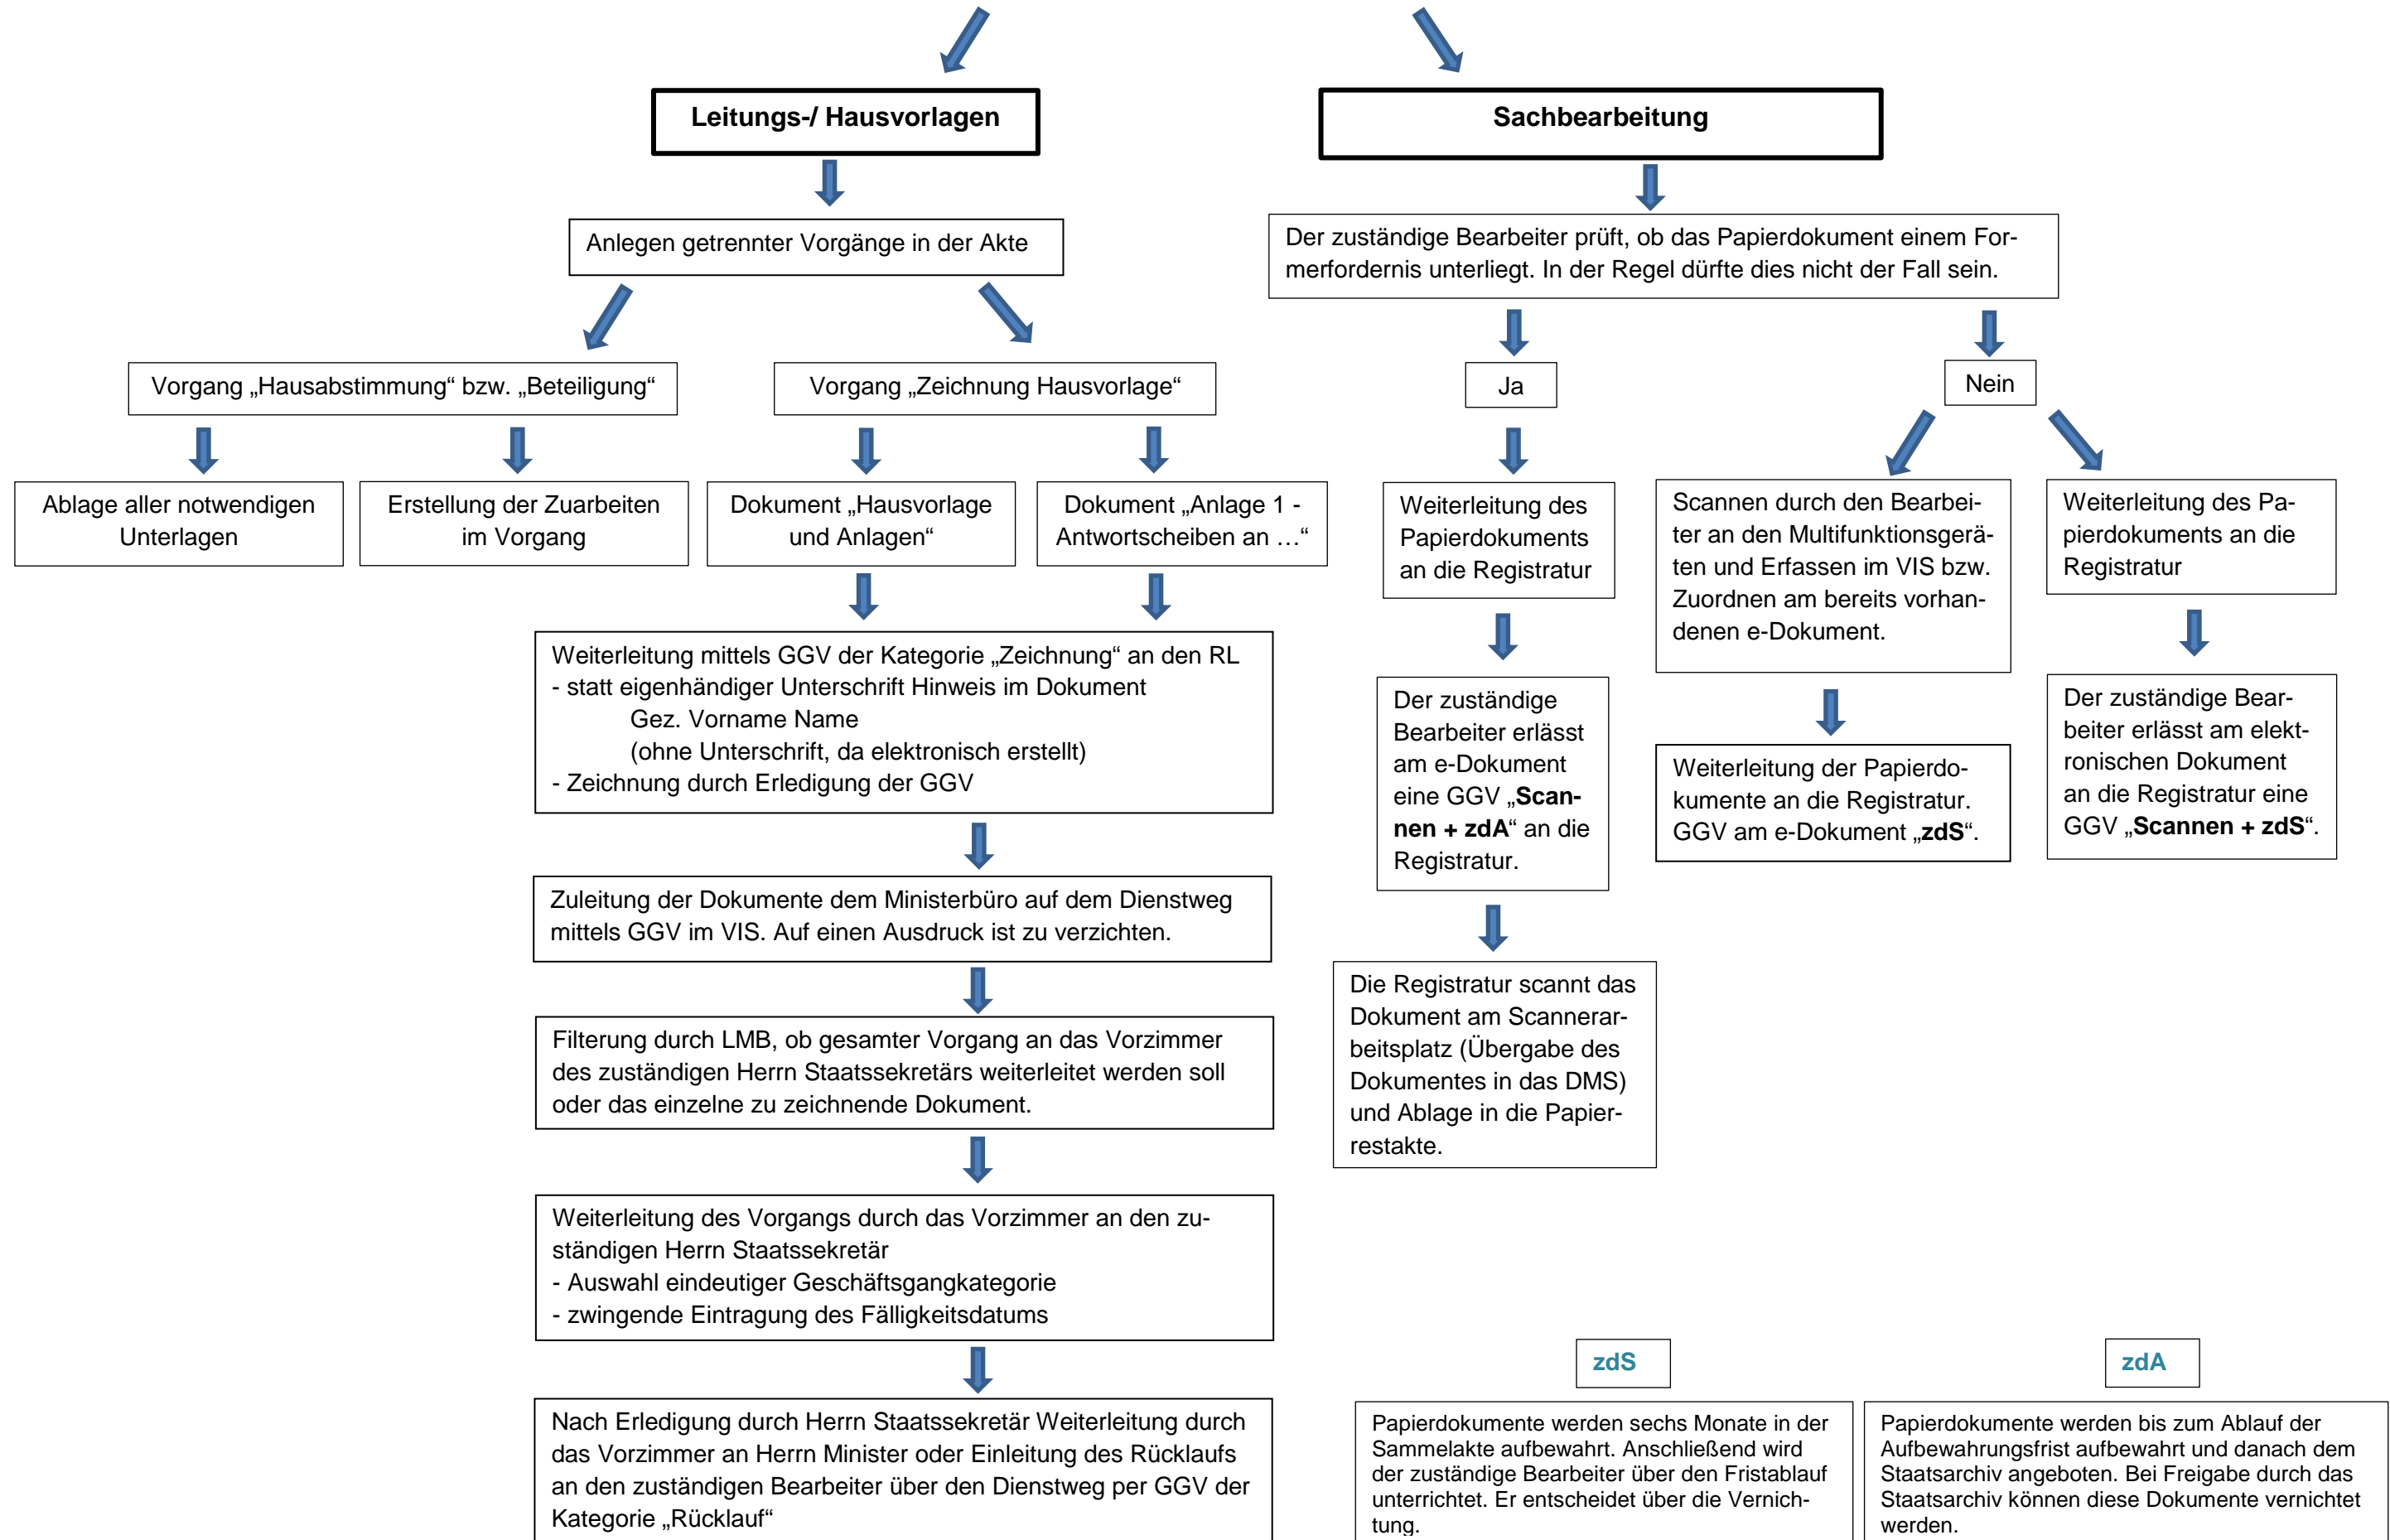 Leitungs-/ Hausvorlagen
Sachbearbeitung
Anlegen getrennter Vorgänge in der Akte
Der zuständige Bearbeiter prüft, ob das Papierdokument einem For-
merfordernis unterliegt. In der Regel dürfte dies nicht der Fall sein.
Vorgang „Hausabstimmung“ bzw. „Beteiligung“
Vorgang „Zeichnung Hausvorlage“
Ja
Nein
Ablage aller notwendigen
Unterlagen
Erstellung der Zuarbeiten
im Vorgang
Dokument „Hausvorlage
und Anlagen“
Dokument „Anlage 1 -
Antwortscheiben an …“
Weiterleitung des
Papierdokuments
an die Registratur
Scannen durch den Bearbei-
ter an den Multifunktionsgerä-
ten und Erfassen im VIS bzw.
Zuordnen am bereits vorhan-
denen e-Dokument.
Weiterleitung des Pa-
pierdokuments an die
Registratur
Weiterleitung mittels GGV der Kategorie „Zeichnung“ an den RL
- statt eigenhändiger Unterschrift Hinweis im Dokument
Gez. Vorname Name
(ohne Unterschrift, da elektronisch erstellt)
- Zeichnung durch Erledigung der GGV
Der zuständige
Bearbeiter erlässt
am e-Dokument
eine GGV „Scan-
nen + zdA“ an die
Registratur.
Weiterleitung der Papierdo-
kumente an die Registratur.
GGV am e-Dokument „zdS“.
Der zuständige Bear-
beiter erlässt am elekt-
ronischen Dokument
an die Registratur eine
GGV „Scannen + zdS“.
Zuleitung der Dokumente dem Ministerbüro auf dem Dienstweg
mittels GGV im VIS. Auf einen Ausdruck ist zu verzichten.
Die Registratur scannt das
Dokument am Scannerar-
beitsplatz (Übergabe des
Dokumentes in das DMS)
und Ablage in die Papier-
restakte.
Filterung durch LMB, ob gesamter Vorgang an das Vorzimmer
des zuständigen Herrn Staatssekretärs weiterleitet werden soll
oder das einzelne zu zeichnende Dokument.
Weiterleitung des Vorgangs durch das Vorzimmer an den zu-
ständigen Herrn Staatssekretär
- Auswahl eindeutiger Geschäftsgangkategorie
- zwingende Eintragung des Fälligkeitsdatums
Nach Erledigung durch Herrn Staatssekretär Weiterleitung durch
das Vorzimmer an Herrn Minister oder Einleitung des Rücklaufs
an den zuständigen Bearbeiter über den Dienstweg per GGV der
Kategorie „Rücklauf“
zdS
Papierdokumente werden sechs Monate in der
Sammelakte aufbewahrt. Anschließend wird
der zuständige Bearbeiter über den Fristablauf
unterrichtet. Er entscheidet über die Vernich-
tung.
zdA
Papierdokumente werden bis zum Ablauf der
Aufbewahrungsfrist aufbewahrt und danach dem
Staatsarchiv angeboten. Bei Freigabe durch das
Staatsarchiv können diese Dokumente vernichtet
werden.